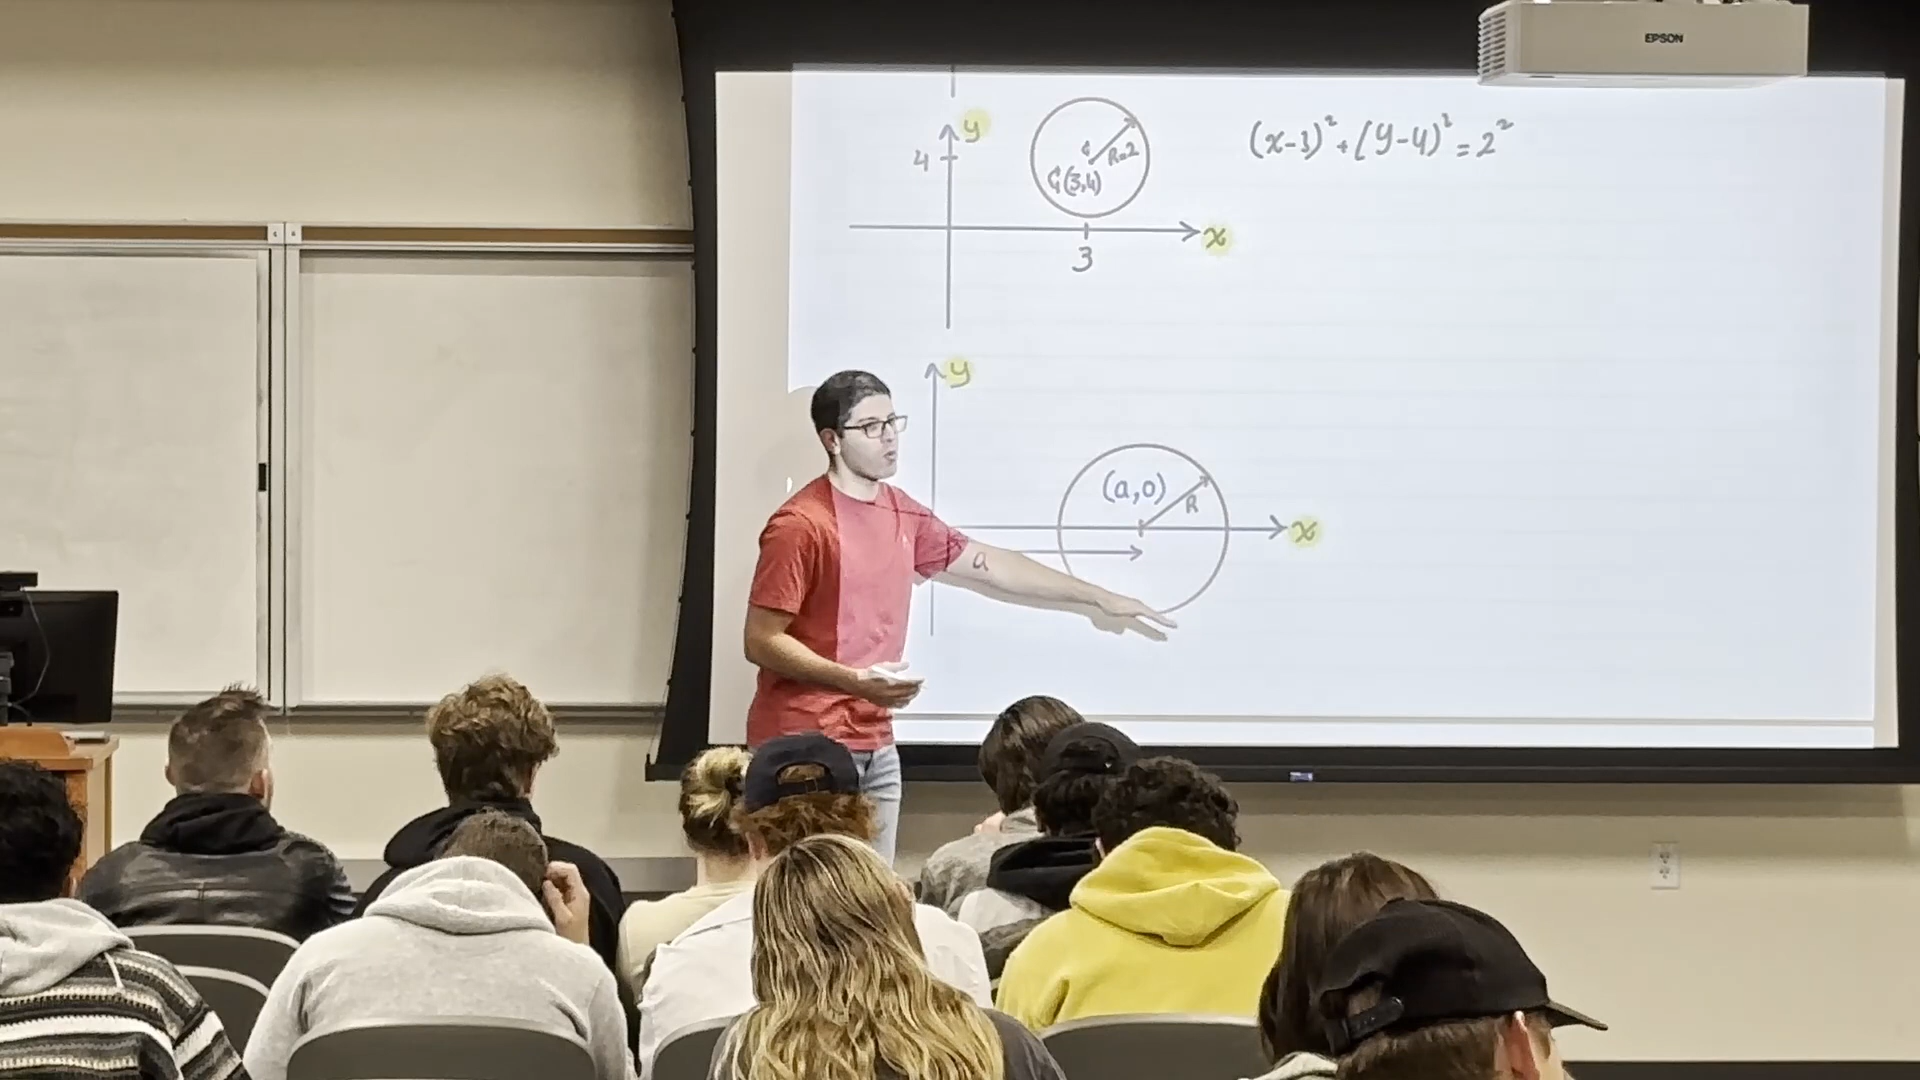 EPSON
y
4
R=2
C(3,4)
x
3
(x-3)² + (y-4)² = 2²
y
(a,0)
R
x
a